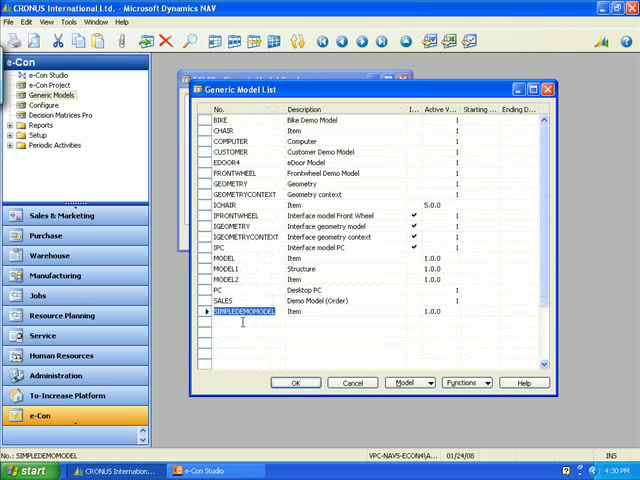 CRONUS International Ltd. - Microsoft Dynamics NAV
File Edit View Tools Window Help
e-Con
e-Con Studio
e-Con Project
Generic Models
Configure
Decision Matrices Pro
Reports
Setup
Periodic Activities
Sales & Marketing
Purchase
Warehouse
Manufacturing
Jobs
Resource Planning
Service
Human Resources
Administration
To-Increase Platform
e-Con
Generic Model List
No. Description I... Active V... Starting ... Ending D...
BIKE Bike Demo Model 1
CHAIR Item
COMPUTER Computer 1
CUSTOMER Customer Demo Model 1
EDOOR4 eDoor Model 1
FRONTWHEEL Frontwheel Demo Model 1
GEOMETRY Geometry 1
GEOMETRYCONTEXT Geometry context 1
ICHAIR Item 5.0.0
IFRONTWHEEL Interface model Front Wheel 1
IGEOMETRY Interface geometry model 1
IGEOMETRYCONTEXT Interface geometry context 1
IPC Interface model PC 1
MODEL Item 1.0.0
MODEL1 Structure 1.0.0
MODEL2 Item 1.0.0
PC Desktop PC 1
SALES Demo Model (Order) 1
SIMPLEDEMOMODEL Item 1.0.0
OK Cancel Model Functions Help
No.: SIMPLEDEMOMODEL VPC-NAV5-ECON4\A... 01/24/08 INS
start CRONUS Internation... e-Con Studio 4:30 PM